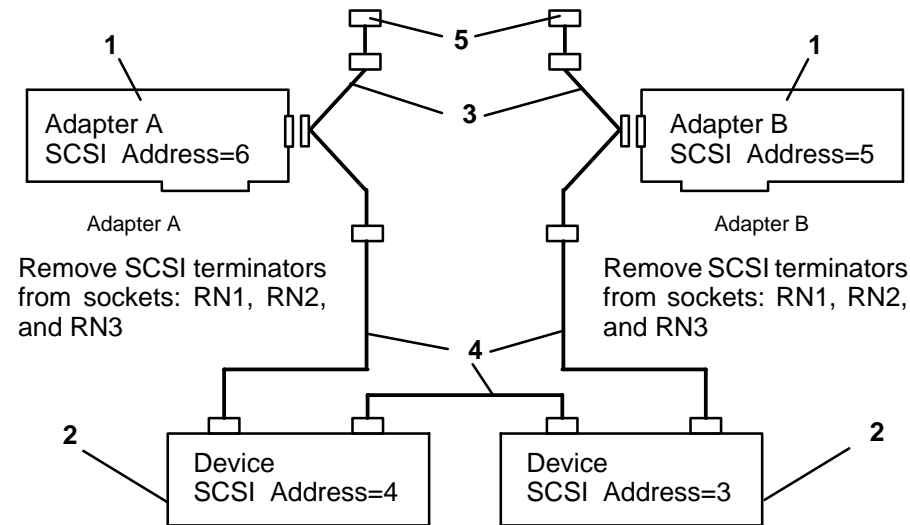 1
5
1
3
Adapter A
SCSI Address=6
Adapter B
SCSI Address=5
Adapter A
Adapter B
Remove SCSI terminators
from sockets: RN1, RN2,
and RN3
Remove SCSI terminators
from sockets: RN1, RN2,
and RN3
4
2
2
Device
SCSI Address=4
Device
SCSI Address=3